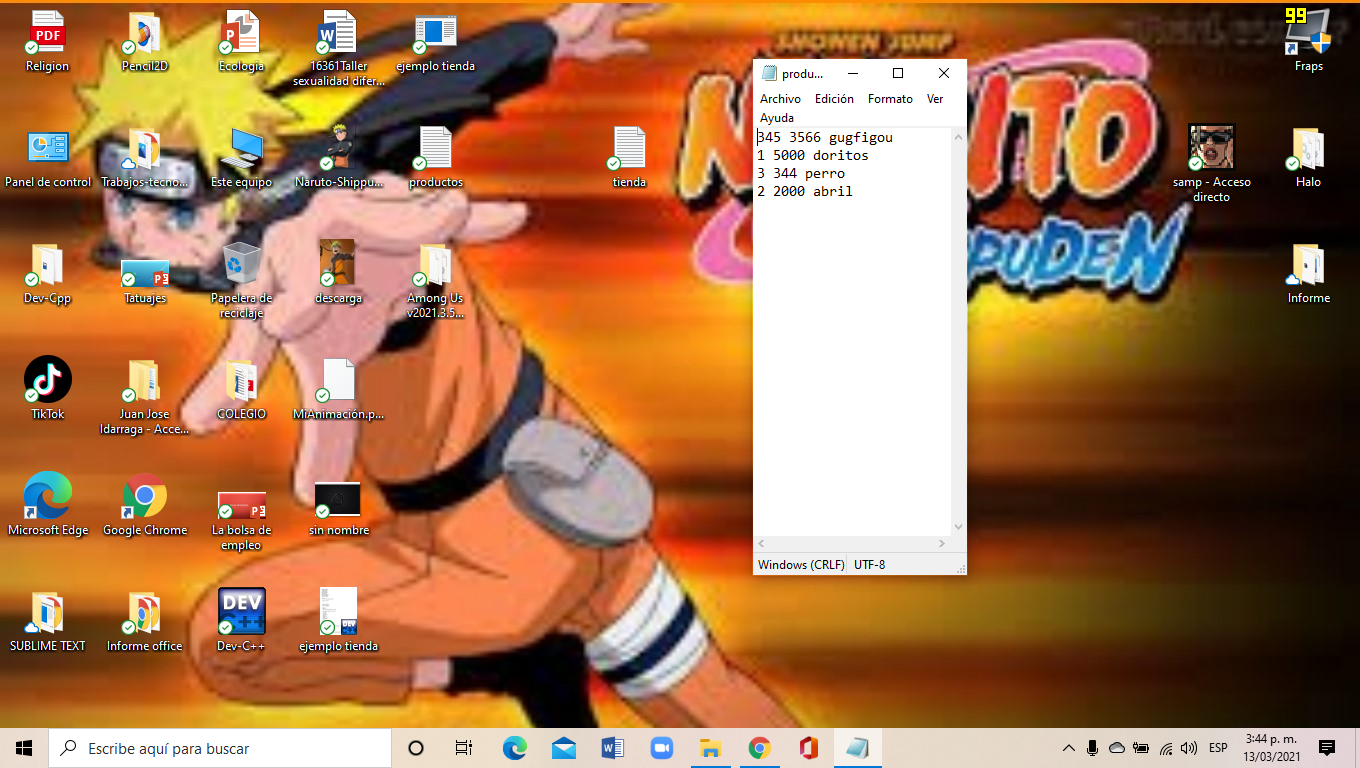 PDF
Religion
Pencil2D
Ecologia
16361Taller
sexualidad difer...
ejemplo tienda
Panel de control
Trabajos-tecno...
Este equipo
Naruto-Shippu...
productos
tienda
Dev-Cpp
Tatuajes
Papelera de
reciclaje
descarga
Among Us
v2021.3.5...
TikTok
Juan Jose
Idarraga - Acce...
COLEGIO
MiAnimación.p...
Microsoft Edge
Google Chrome
La bolsa de
empleo
sin nombre
SUBLIME TEXT
Informe office
DEV
C++
Dev-C++
ejemplo tienda
SHONEN JUMP
produ...
Archivo Edición Formato Ver
Ayuda
345 3566 gugfigou
1 5000 doritos
3 344 perro
2 2000 abril
Windows (CRLF) UTF-8
99
Fraps
samp - Acceso
directo
Halo
Informe
Escribe aquí para buscar
ESP
3:44 p. m.
13/03/2021